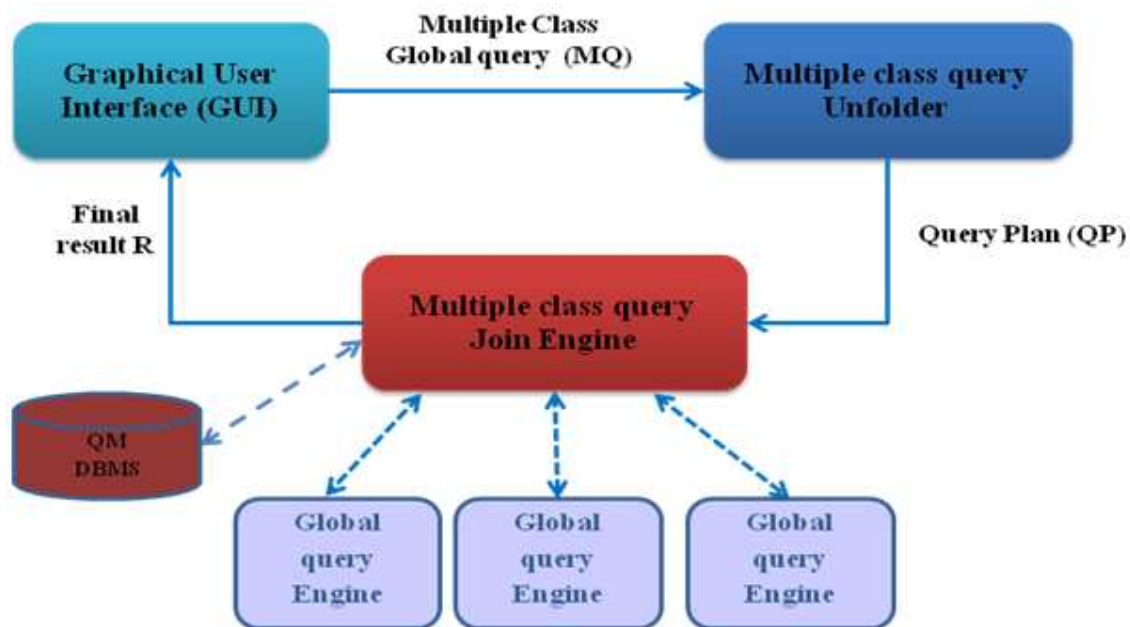 Multiple Class
Global query (MQ)
Graphical User
Interface (GUI)
Multiple class query
Unfolder
Final
result R
Query Plan (QP)
Multiple class query
Join Engine
QM
DBMS
Global
query
Engine
Global
query
Engine
Global
query
Engine